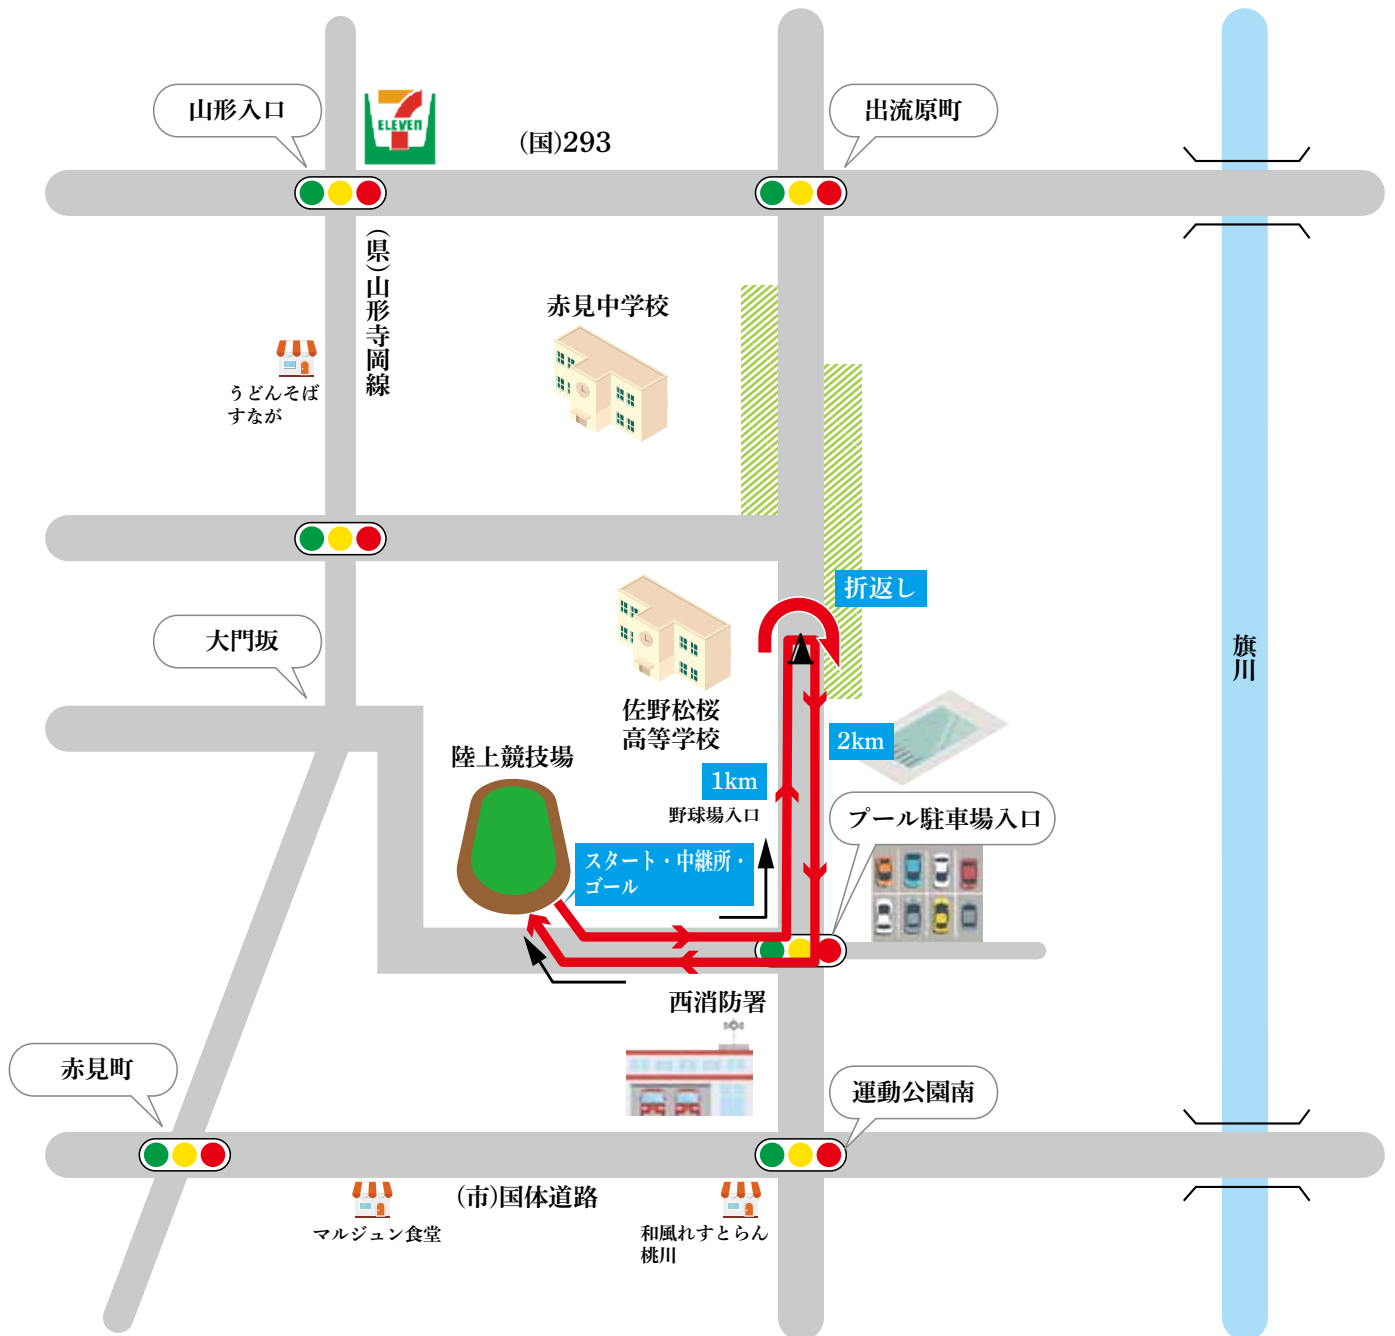 山形入口
ELEVEN
(国)293
出流原町
(県)山形寺岡線
赤見中学校
うどんそば
すなが
折返し
大門坂
佐野松桜
高等学校
旗川
2km
陸上競技場
1km
野球場入口
プール駐車場入口
スタート・中継所・
ゴール
西消防署
赤見町
運動公園南
(市)国体道路
マルジュン食堂
和風れすとらん
桃川